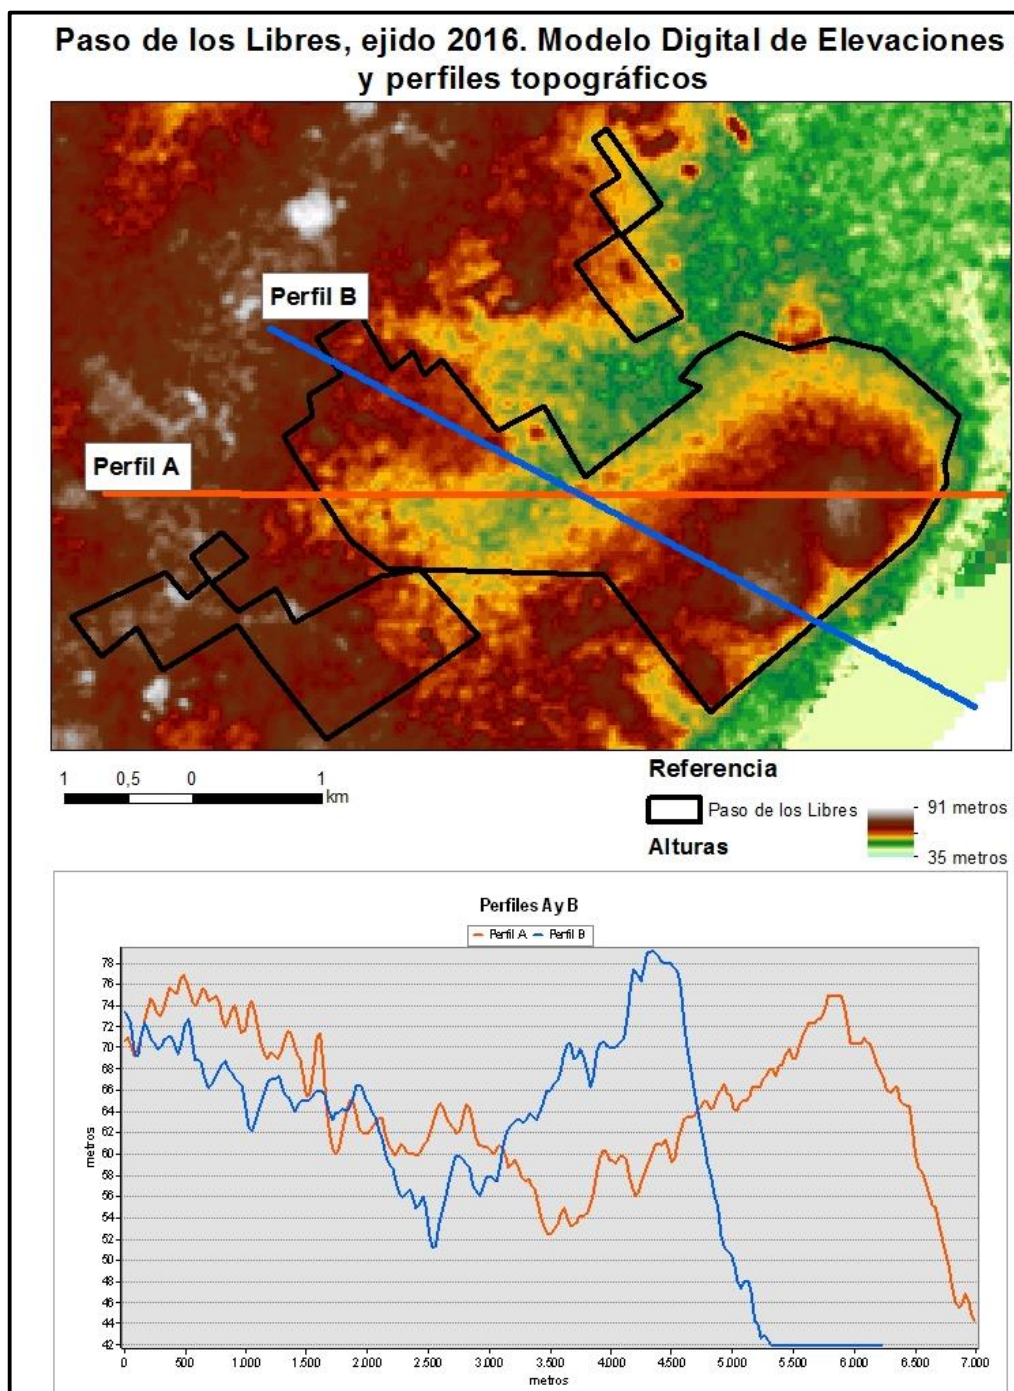 Paso de los Libres, ejido 2016. Modelo Digital de Elevaciones
y perfiles topográficos
Perfil B
Perfil A
1 0,5 0 1
km
Referencia
Paso de los Libres
Alturas
91 metros
35 metros
Perfiles A y B
Perfil A Perfil B
78
76
74
72
70
68
66
64
62
60
58
56
54
52
50
48
46
44
42
metros
0 500 1.000 1.500 2.000 2.500 3.000 3.500 4.000 4.500 5.000 5.500 6.000 6.500 7.000
metros